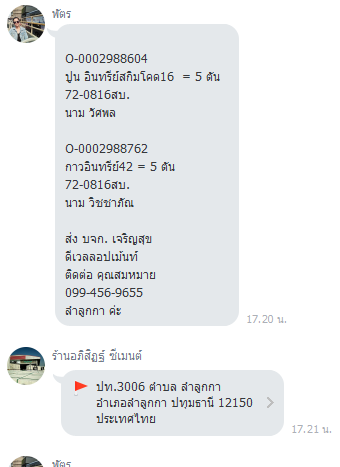 พัตร
O-0002988604
ปูน อินทรีย์สกิมโคต16 = 5 ตัน
72-0816สบ.
นาม วัศพล
O-0002988762
กาวอินทรีย์42 = 5 ตัน
72-0816สบ.
นาม วิชชาภัณ
ส่ง บจก. เจริญสุข
ดีเวลลอปเม้นท์
ติดต่อ คุณสมหมาย
099-456-9655
ลำลูกกา ค่ะ
17.20 น.
ร้านอภิสิฏฐ์ ซีเมนต์
ปท.3006 ตำบล ลำลูกกา
อำเภอลำลูกกา ปทุมธานี 12150
ประเทศไทย
17.21 น.
พัตร